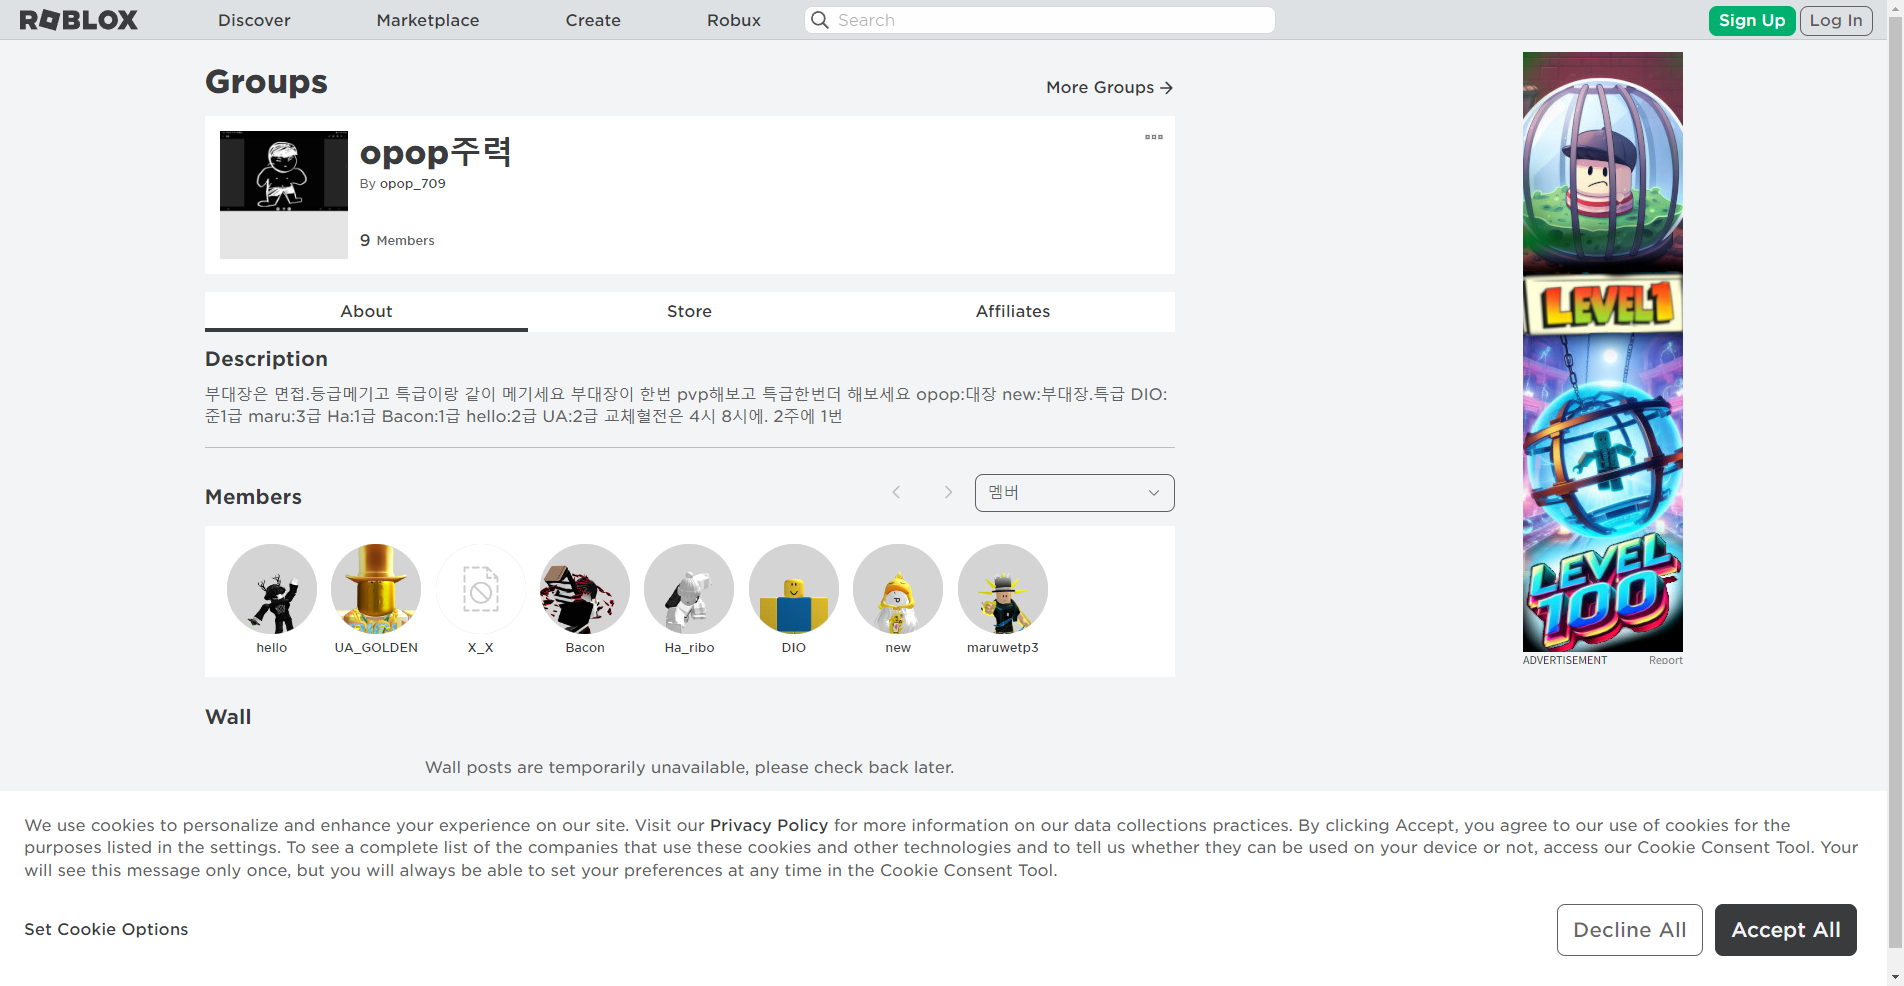 ROBLOX
Discover
Marketplace
Create
Robux
Search
Sign Up
Log In
Groups
More Groups
opop주력
By opop_709
9 Members
About
Store
Affiliates
Description
부대장은 면접.등급메기고 특급이랑 같이 메기세요 부대장이 한번 pvp해보고 특급한번더 해보세요 opop:대장 new:부대장.특급 DIO:
준1급 maru:3급 Ha:1급 Bacon:1급 hello:2급 UA:2급 교체혈전은 4시 8시에. 2주에 1번
Members
멤버
hello
UA_GOLDEN
X_X
Bacon
Ha_ribo
DIO
new
maruwetp3
Wall
Wall posts are temporarily unavailable, please check back later.
LEVEL1
LEVEL
100
ADVERTISEMENT
Report
We use cookies to personalize and enhance your experience on our site. Visit our Privacy Policy for more information on our data collections practices. By clicking Accept, you agree to our use of cookies for the
purposes listed in the settings. To see a complete list of the companies that use these cookies and other technologies and to tell us whether they can be used on your device or not, access our Cookie Consent Tool. Your
will see this message only once, but you will always be able to set your preferences at any time in the Cookie Consent Tool.
Set Cookie Options
Decline All
Accept All